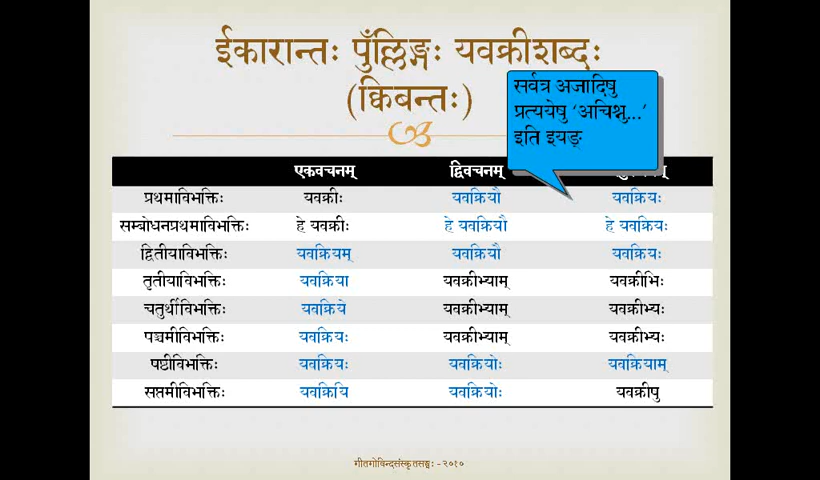 ईकारान्तः पुँल्लिङ्गः यवक्रीशब्दः
(क्विबन्तः)
सर्वत्र अजादिषु
प्रत्ययेषु ‘अचिश्नु...’
इति इयङ्
एकवचनम् द्विवचनम्
प्रथमाविभक्तिः यवक्रीः यवक्रियौ यवक्रियः
सम्बोधनप्रथमाविभक्तिः हे यवक्रीः हे यवक्रियौ हे यवक्रियः
द्वितीयाविभक्तिः यवक्रियम् यवक्रियौ यवक्रियः
तृतीयाविभक्तिः यवक्रिया यवक्रीभ्याम् यवक्रीभिः
चतुर्थीविभक्तिः यवक्रिये यवक्रीभ्याम् यवक्रीभ्यः
पञ्चमीविभक्तिः यवक्रियः यवक्रीभ्याम् यवक्रीभ्यः
षष्ठीविभक्तिः यवक्रियः यवक्रियोः यवक्रियाम्
सप्तमीविभक्तिः यवक्रियि यवक्रियोः यवक्रीषु
गीतगोविन्दसंस्कृतसङ्घः - २०१०